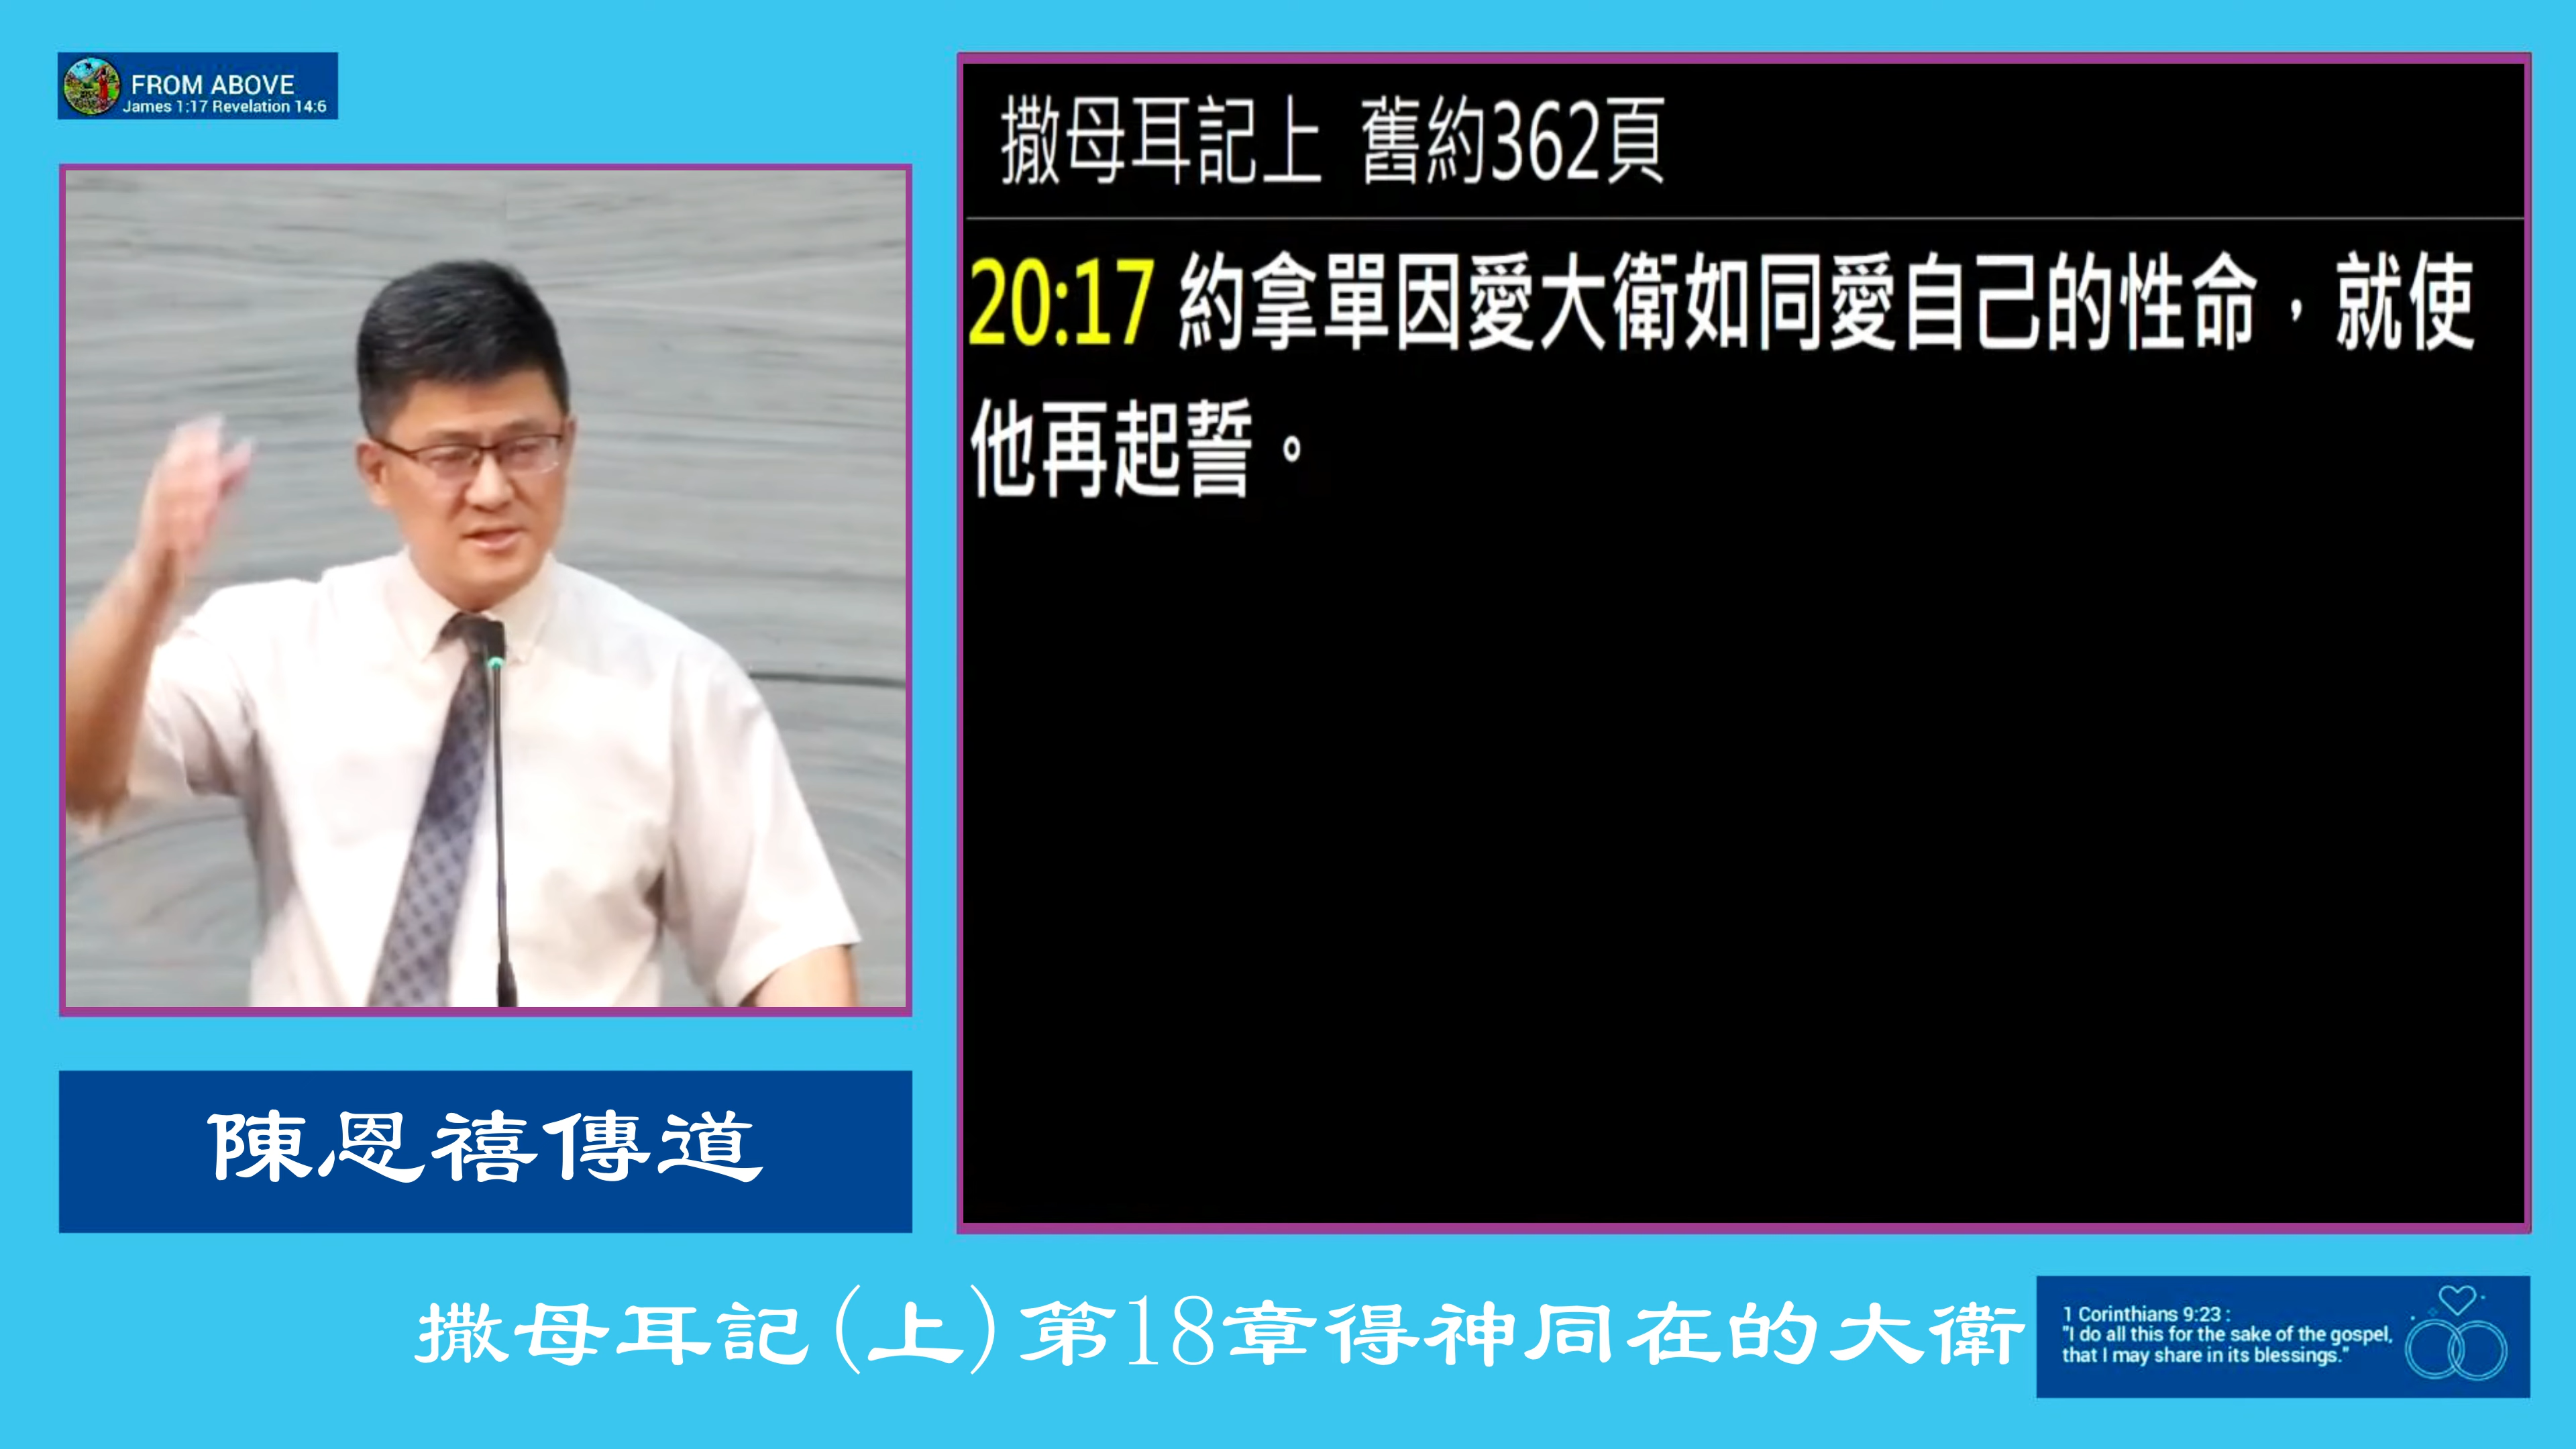 FROM ABOVE
James 1:17 Revelation 14:6
撒母耳記上 舊約362頁
20:17 約拿單因愛大衛如同愛自己的性命，就使
他再起誓。
陳恩禧傳道
撒母耳記(上)第18章得神同在的大衛
1 Corinthians 9:23 :
"I do all this for the sake of the gospel,
that I may share in its blessings."